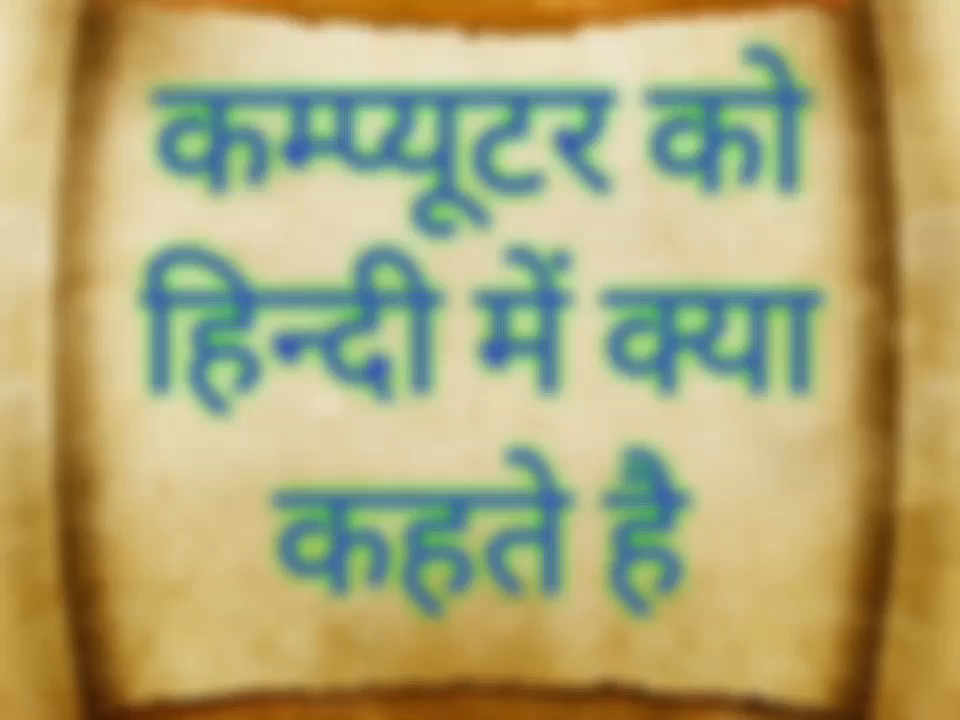 कम्प्यूटर को
हिन्दी में क्या
कहते है